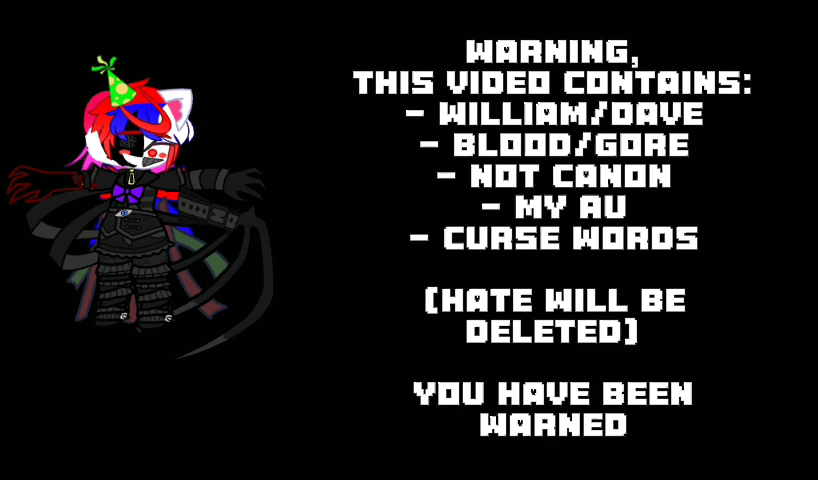 WARNING,
THIS VIDEO CONTAINS:
- WILLIAM/DAVE
- BLOOD/GORE
- NOT CANON
- MY AU
- CURSE WORDS
(HATE WILL BE
DELETED)
YOU HAVE BEEN
WARNED